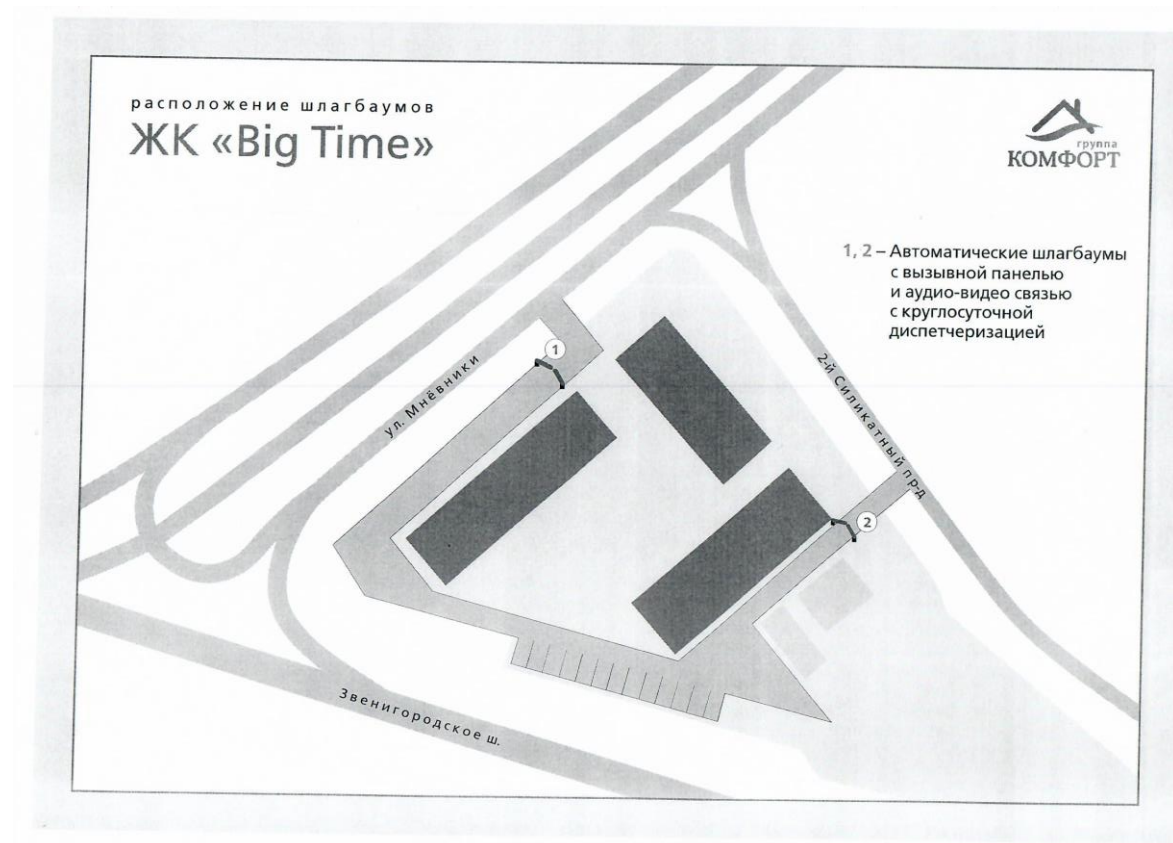 расположение шлагбаумов
ЖК «Big Time»
группа
КОМФОРТ
1, 2 – Автоматические шлагбаумы
с вызывной панелью
и аудио-видео связью
с круглосуточной
диспетчеризацией
1
ул. Мнёвники
2-й Силикатный пр-д
2
Звенигородское ш.